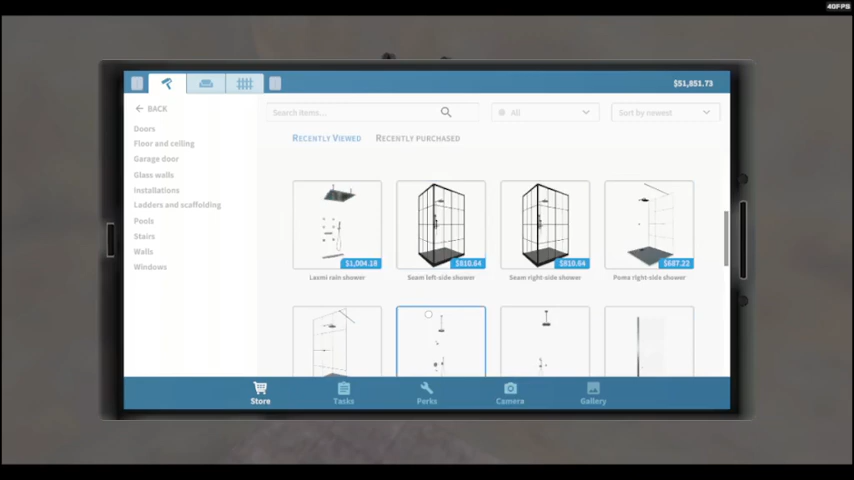 40FPS
$51,851.73
BACK
Search items...
All
Sort by newest
Doors
Floor and ceiling
Garage door
Glass walls
Installations
Ladders and scaffolding
Pools
Stairs
Walls
Windows
RECENTLY VIEWED
RECENTLY PURCHASED
$1,004.18
$810.64
$810.64
$687.22
Laxmi rain shower
Seam left-side shower
Seam right-side shower
Poma right-side shower
Store
Tasks
Perks
Camera
Gallery